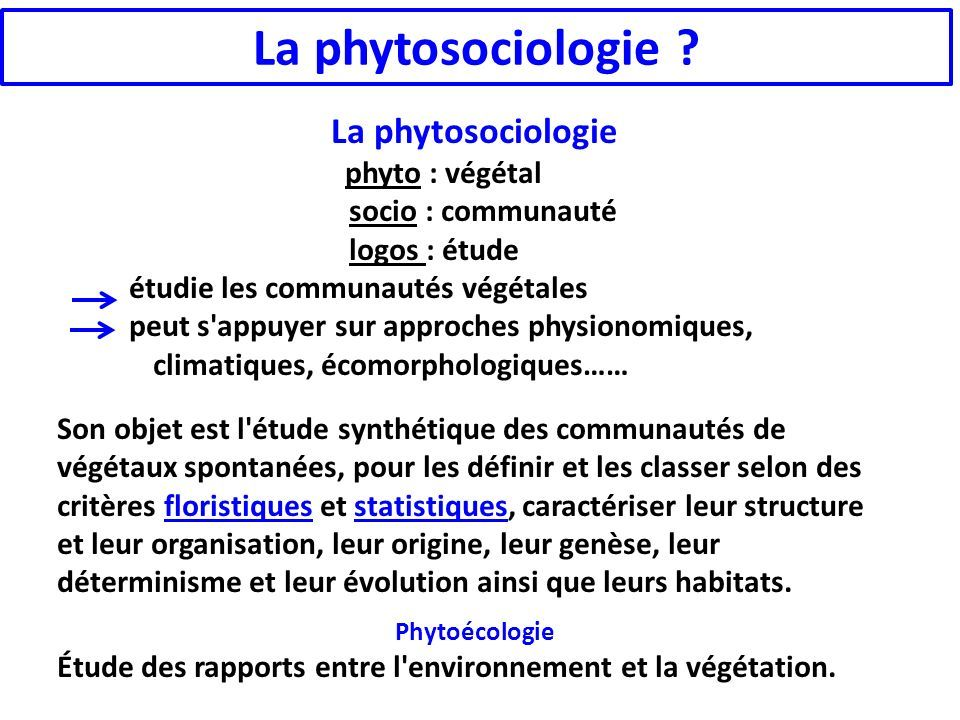 La phytosociologie ?
La phytosociologie
phyto : végétal
socio : communauté
logos : étude
étudie les communautés végétales
peut s'appuyer sur approches physionomiques,
climatiques, écomorphologiques……
Son objet est l'étude synthétique des communautés de
végétaux spontanées, pour les définir et les classer selon des
critères floristiques et statistiques, caractériser leur structure
et leur organisation, leur origine, leur genèse, leur
déterminisme et leur évolution ainsi que leurs habitats.
Phytoécologie
Étude des rapports entre l'environnement et la végétation.